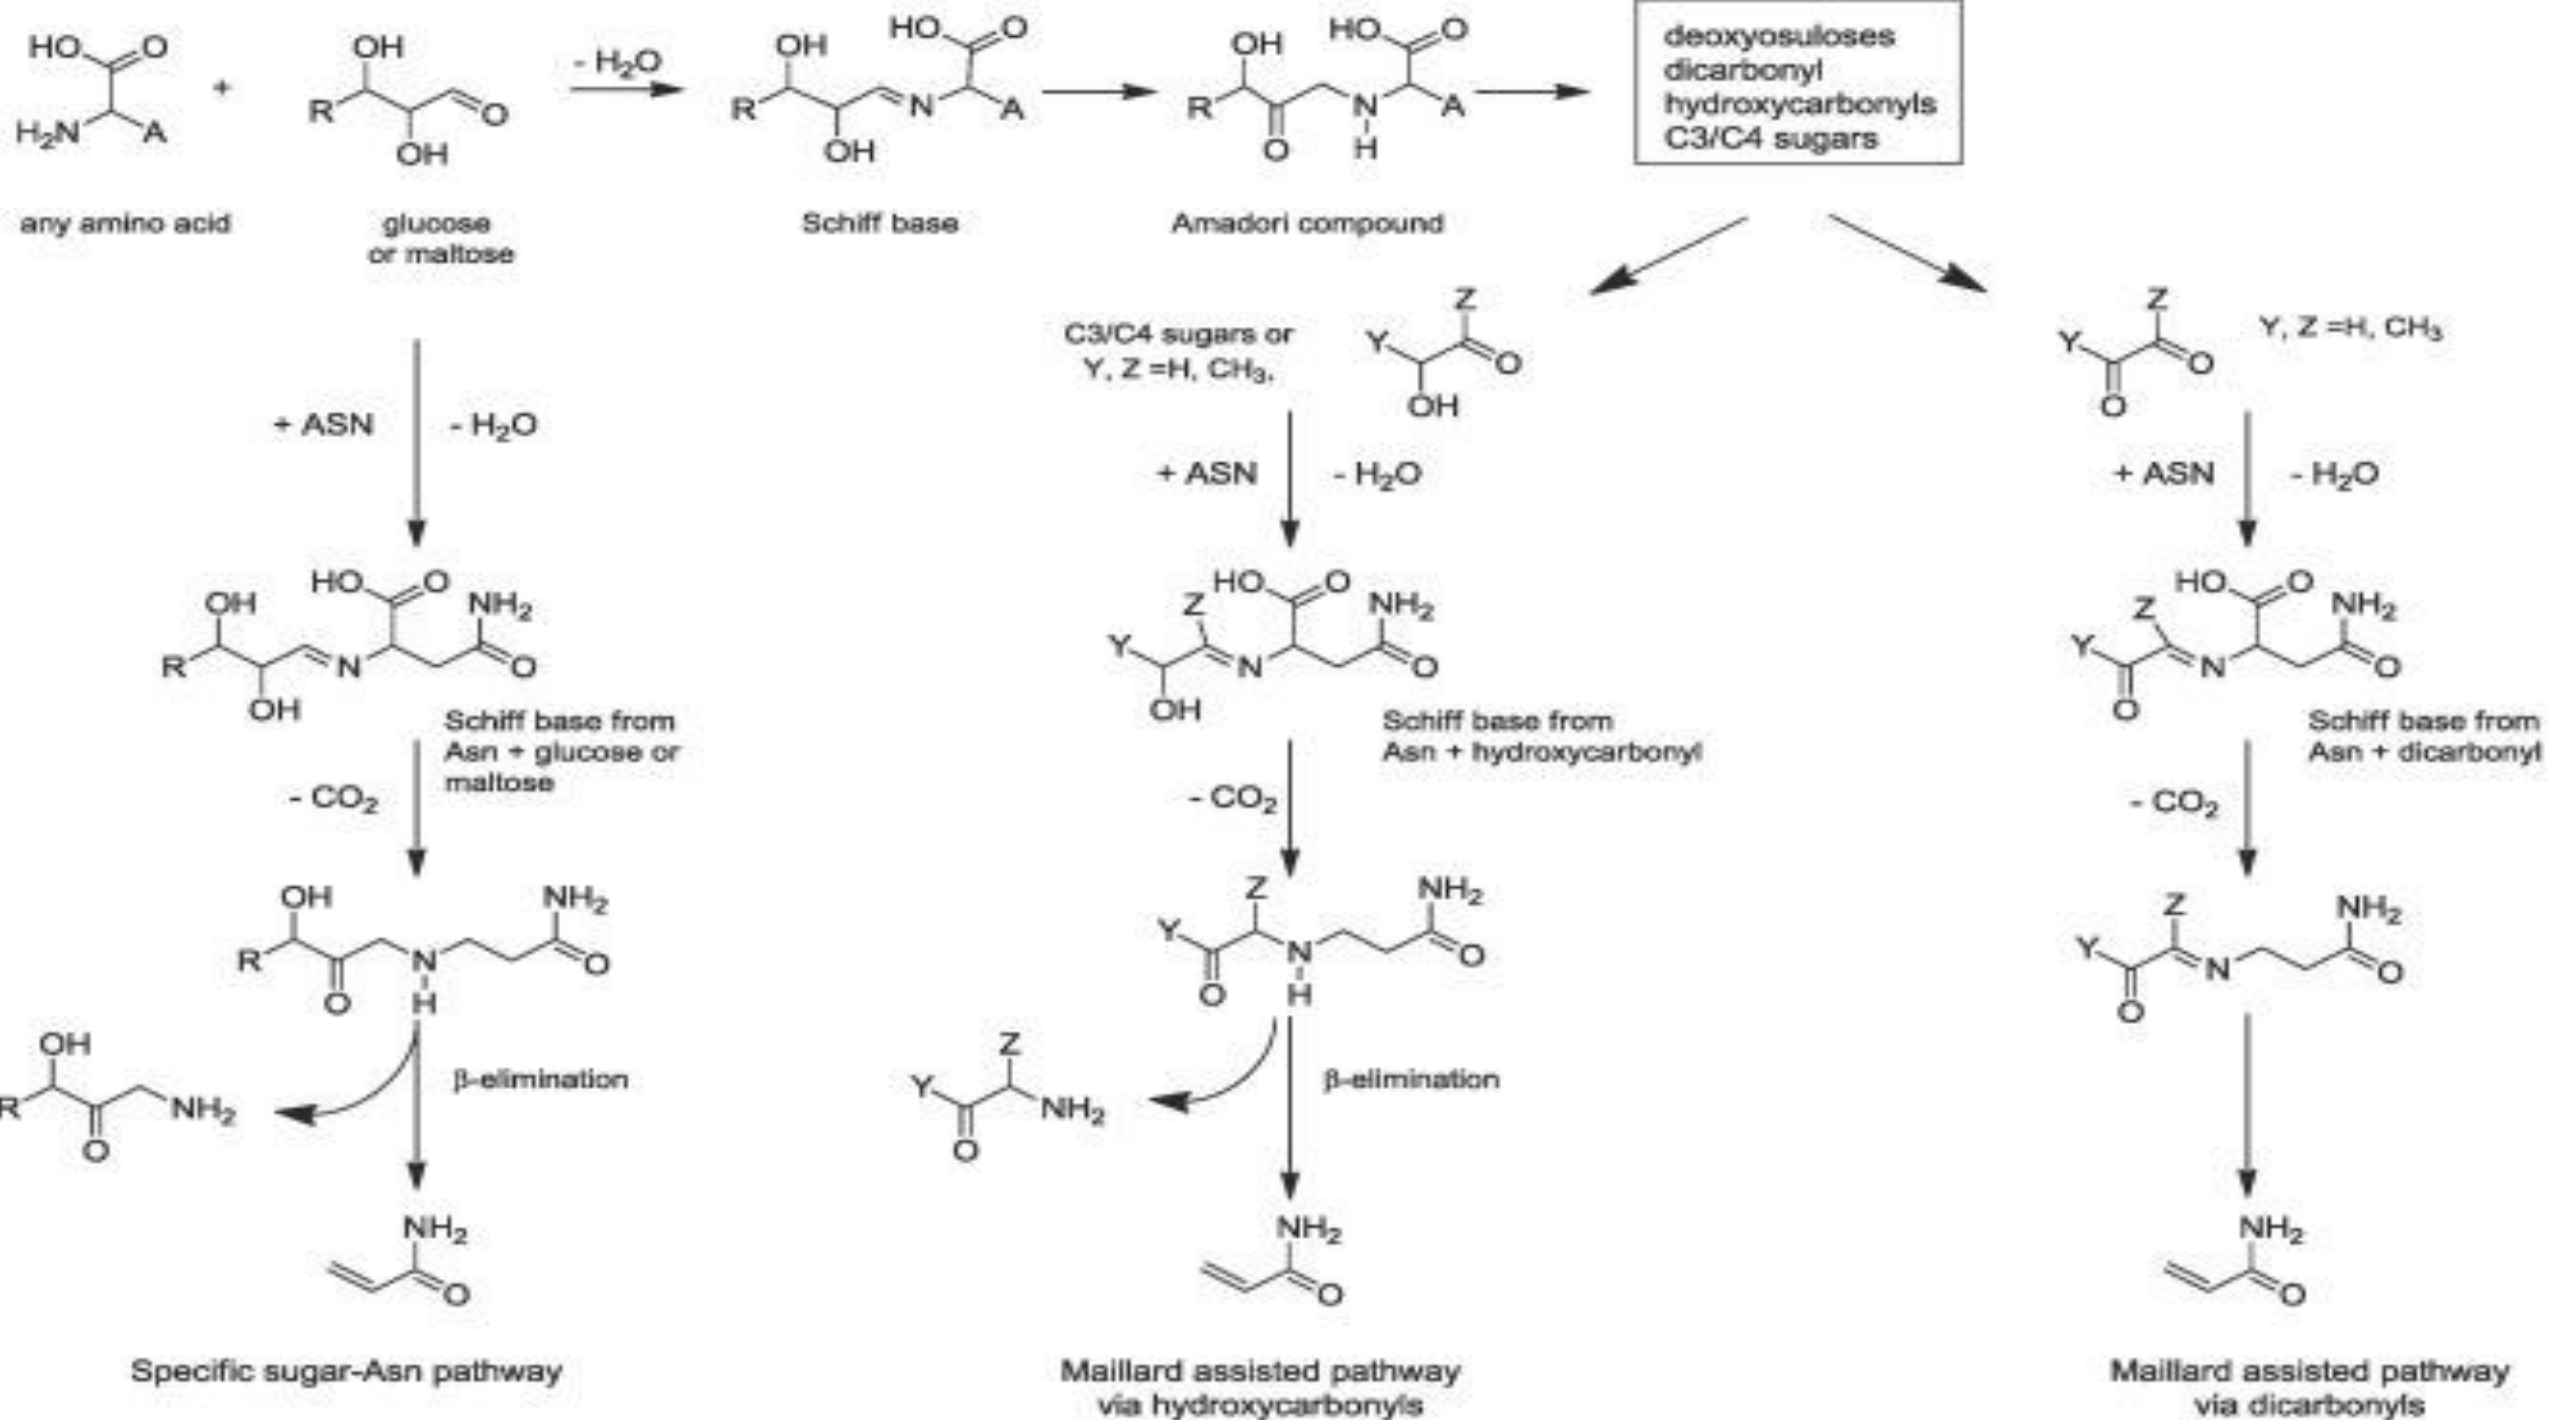 HO O
H₂N A
+
OH
R O
OH
- H₂O
OH HO O
R N A
OH
OH HO O
R N A
O H
deoxyosuloses
dicarbonyl
hydroxycarbonyls
C3/C4 sugars
any amino acid
glucose
or maltose
Schiff base
Amadori compound
C3/C4 sugars or
Y, Z =H, CH₃.
Z
Y O
OH
Z
Y O
O
Y, Z =H, CH₃
+ ASN - H₂O
+ ASN - H₂O
+ ASN - H₂O
HO O
OH NH₂
R N O
OH
HO O
Z NH₂
Y N O
OH
HO O
Z NH₂
Y N O
O
Schiff base from
Asn + glucose or
maltose
Schiff base from
Asn + hydroxycarbonyl
Schiff base from
Asn + dicarbonyl
- CO₂
- CO₂
- CO₂
OH NH₂
R N O
O H
Z NH₂
Y N O
O H
Z NH₂
Y N O
O
OH
R NH₂
O
β-elimination
Z
Y NH₂
O
β-elimination
NH₂
O
NH₂
O
NH₂
O
Specific sugar-Asn pathway
Maillard assisted pathway
via hydroxycarbonyls
Maillard assisted pathway
via dicarbonyls